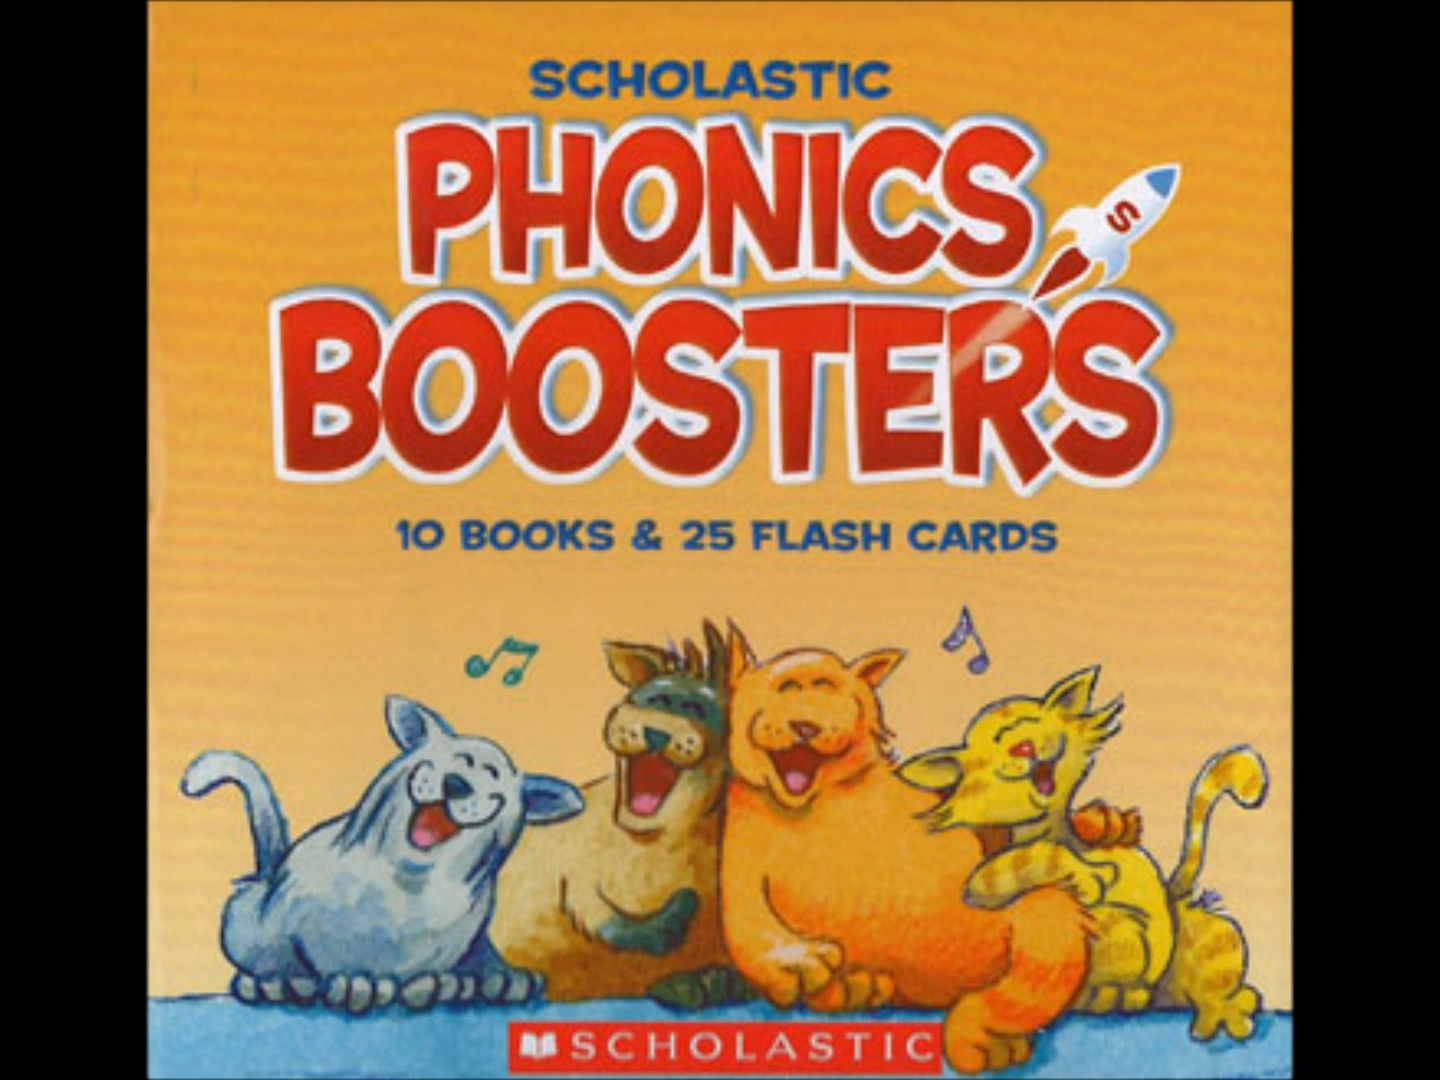 SCHOLASTIC
PHONICS
S
BOOSTERS
10 BOOKS & 25 FLASH CARDS
SCHOLASTIC